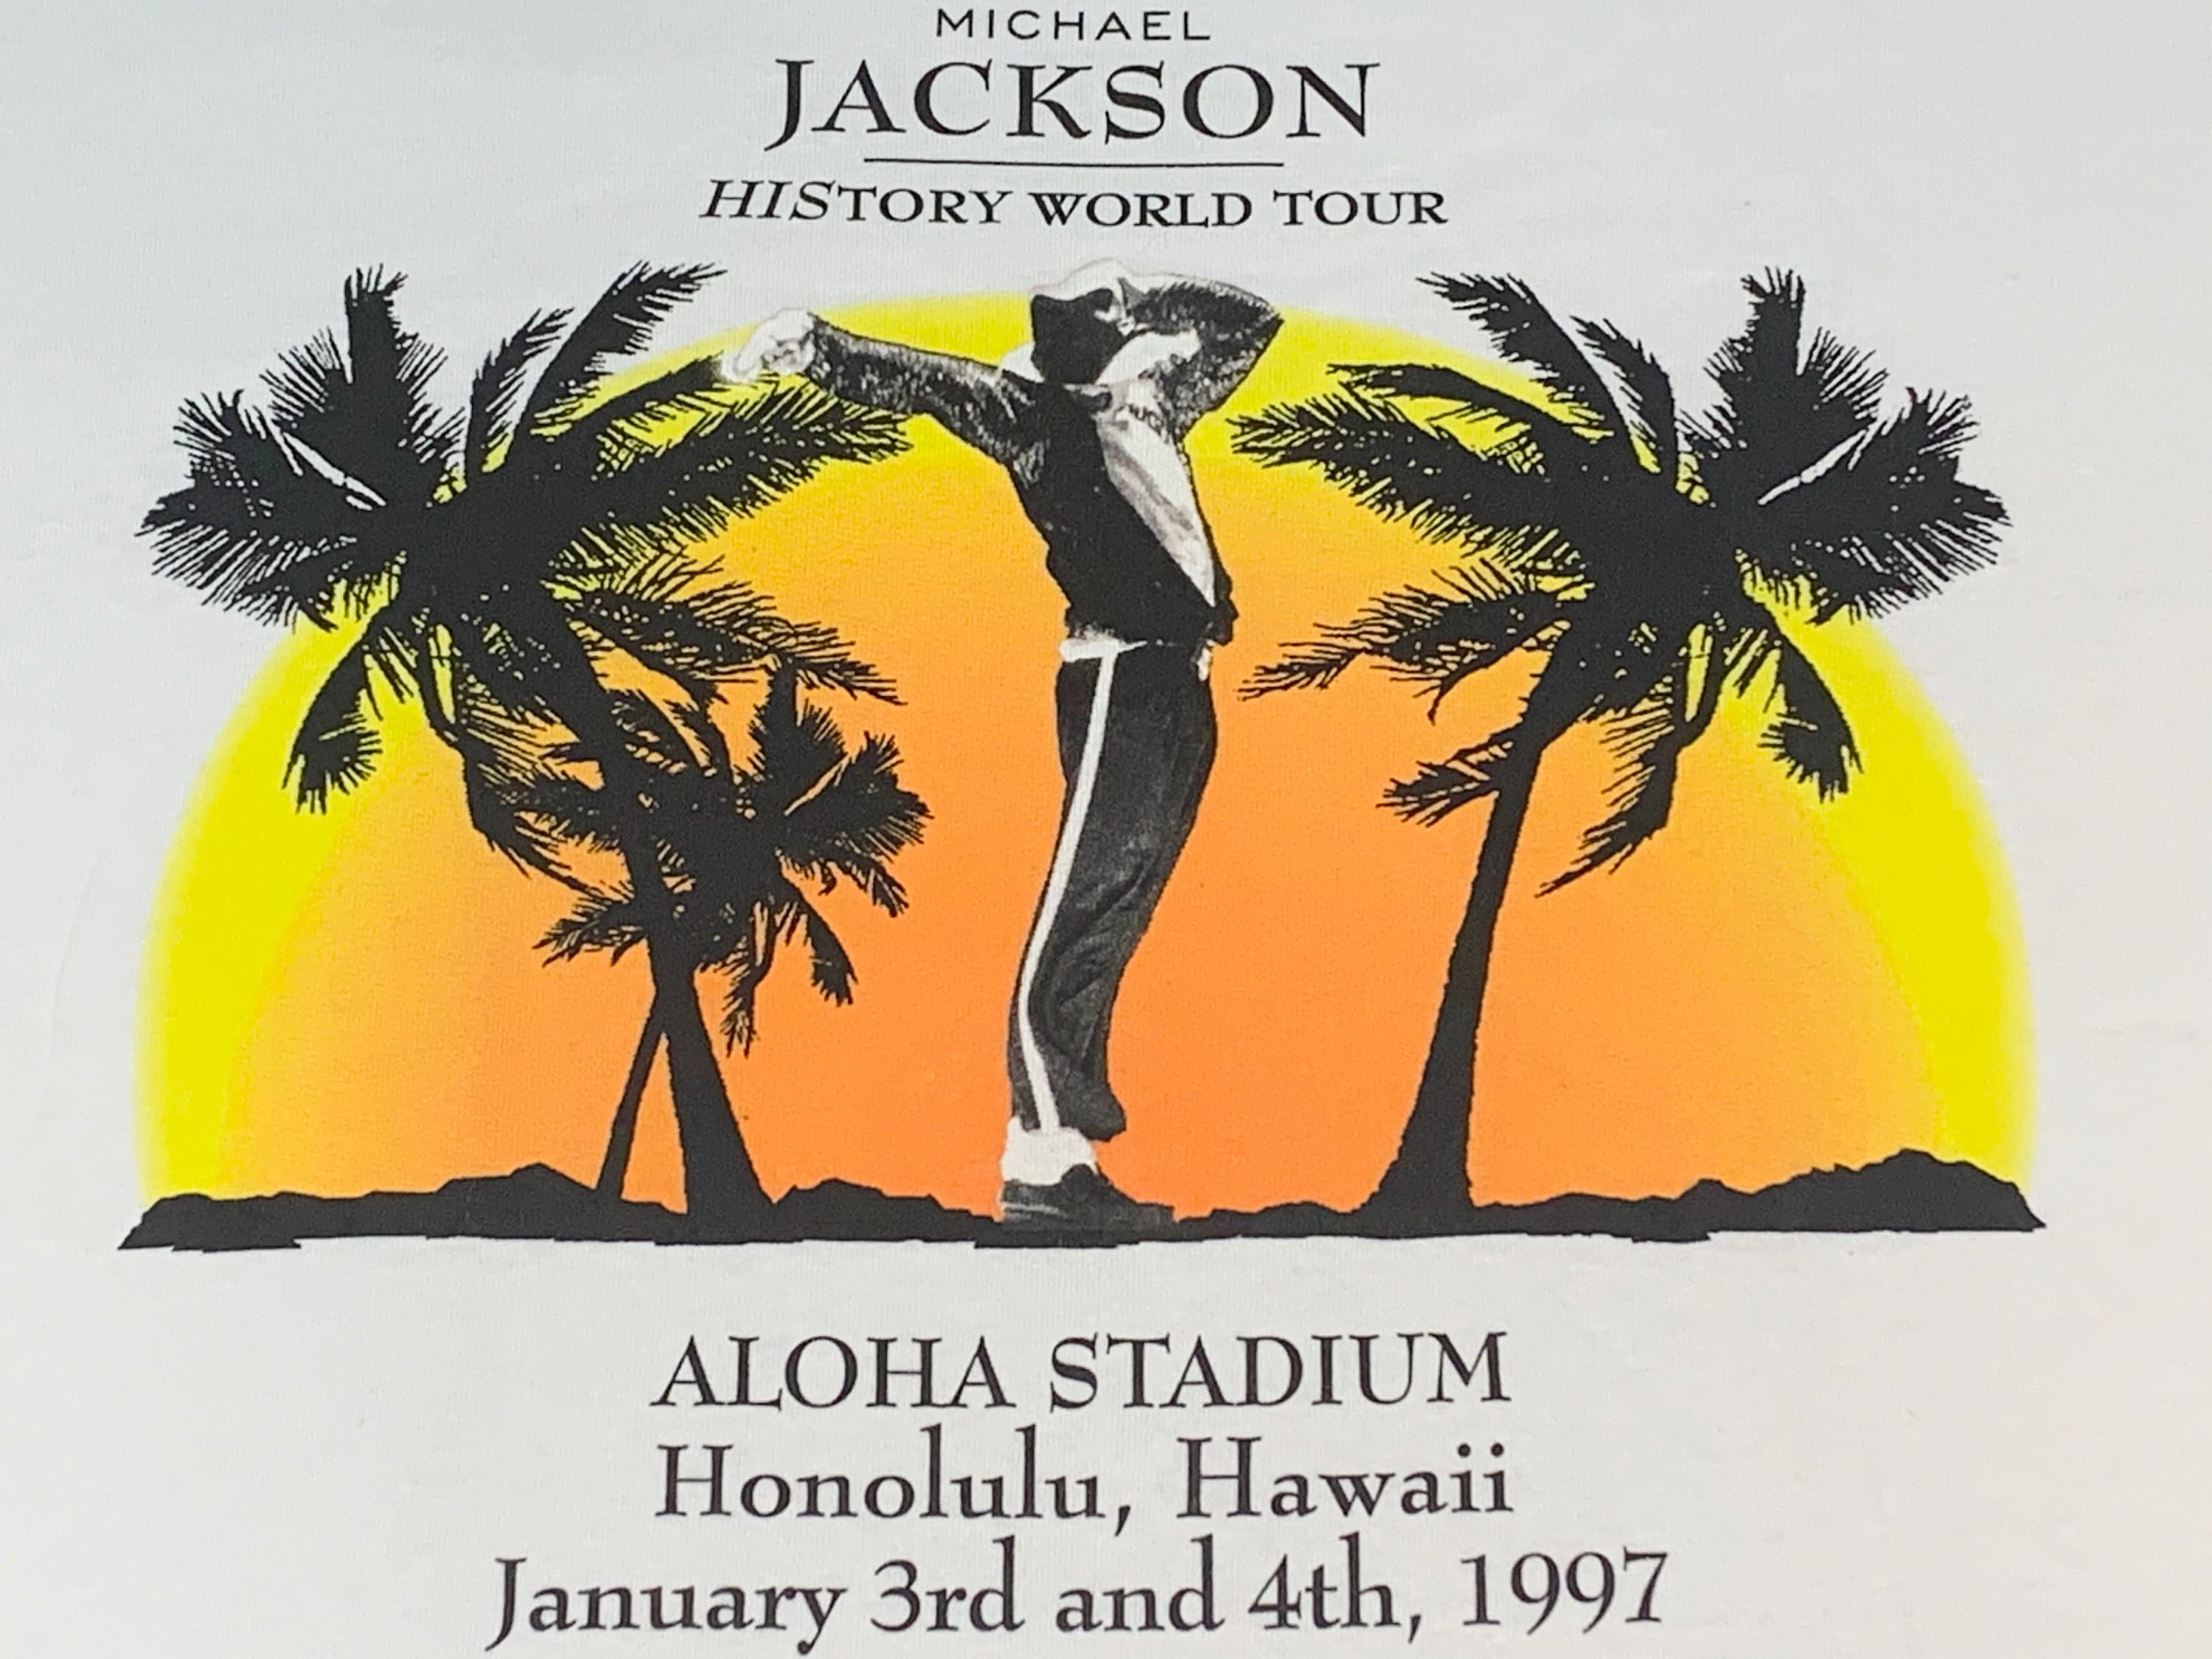 MICHAEL
JACKSON
HISTORY WORLD TOUR
ALOHA STADIUM
Honolulu, Hawaii
January 3rd and 4th, 1997